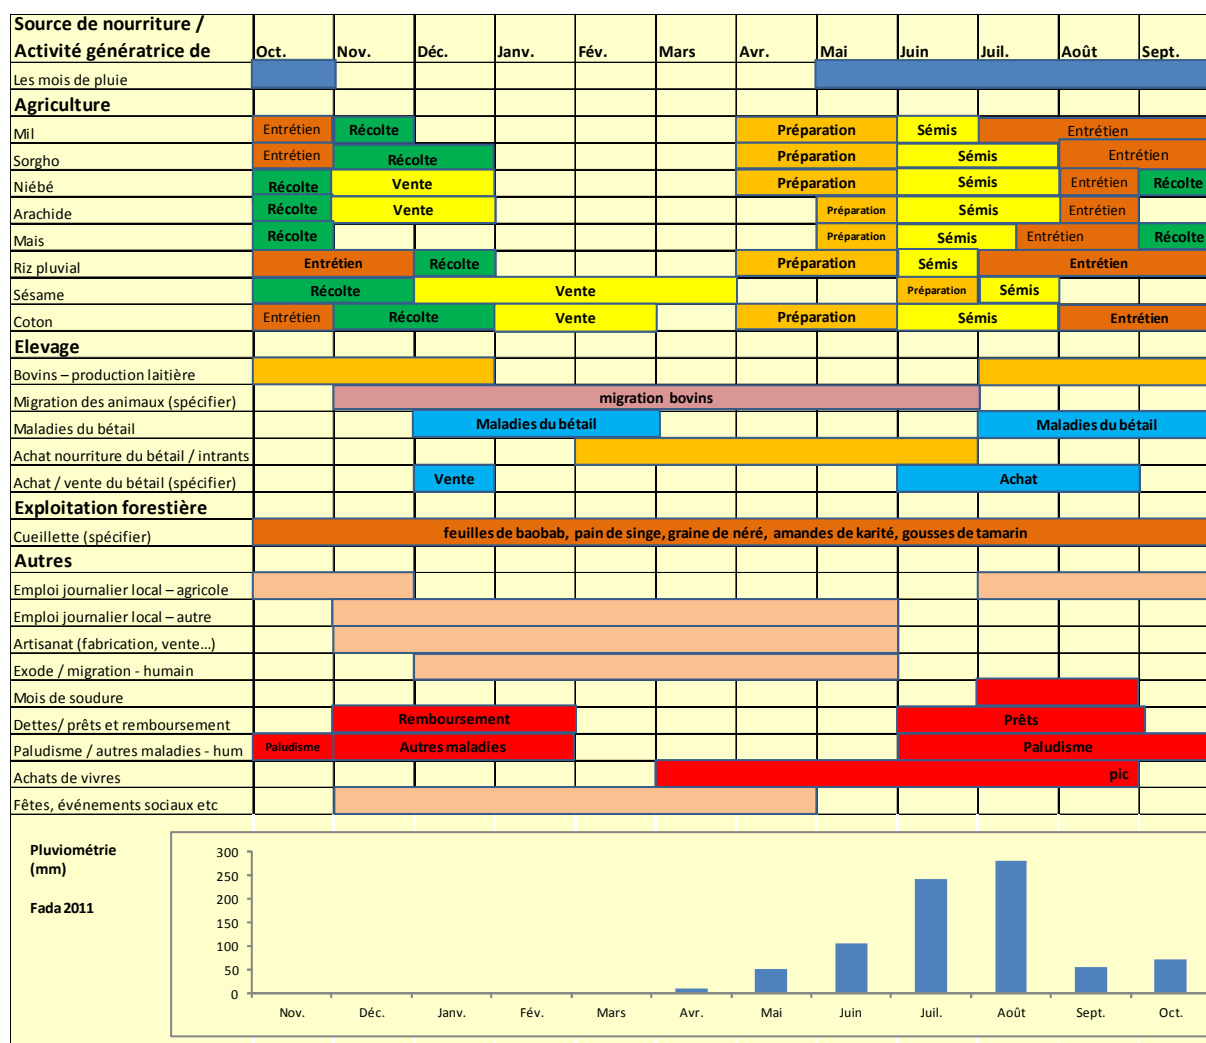 Source de nourriture /
Activité génératrice de Oct. Nov. Déc. Janv. Fév. Mars Avr. Mai Juin Juil. Août Sept.
Les mois de pluie
Agriculture
Mil Entrétien Récolte Préparation Sémis Entrétien
Sorgho Entrétien Récolte Préparation Sémis Entrétien
Niébé Récolte Vente Préparation Sémis Entrétien Récolte
Arachide Récolte Vente Préparation Sémis Entrétien
Mais Récolte Préparation Sémis Entrétien Récolte
Riz pluvial Entrétien Récolte Préparation Sémis Entrétien
Sésame Récolte Vente Préparation Sémis
Coton Entrétien Récolte Vente Préparation Sémis Entrétien
Elevage
Bovins – production laitière
Migration des animaux (spécifier) migration bovins
Maladies du bétail Maladies du bétail Maladies du bétail
Achat nourriture du bétail / intrants
Achat / vente du bétail (spécifier) Vente Achat
Exploitation forestière
Cueillette (spécifier) feuilles de baobab, pain de singe, graine de néré, amandes de karité, gousses de tamarin
Autres
Emploi journalier local – agricole
Emploi journalier local – autre
Artisanat (fabrication, vente...)
Exode / migration - humain
Mois de soudure
Dettes/ prêts et remboursement Remboursement Prêts
Paludisme / autres maladies - hum Paludisme Autres maladies Paludisme
Achats de vivres pic
Fêtes, événements sociaux etc
Pluviométrie
(mm)
Fada 2011
300
250
200
150
100
50
0
Nov. Déc. Janv. Fév. Mars Avr. Mai Juin Juil. Août Sept. Oct.